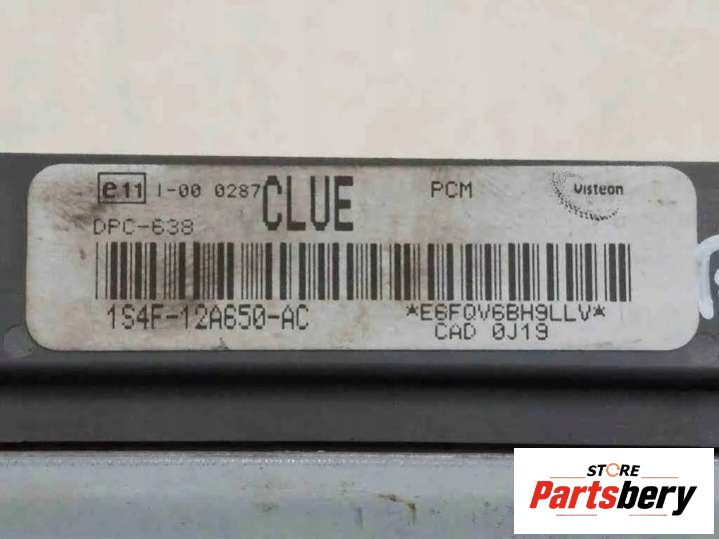 e11 I-00 0287 CLUE PCM Visteon
DPC-638
1S4F-12A650-AC *E6FQV6BH9LLV*
CAD 0J19
STORE
Partsbery